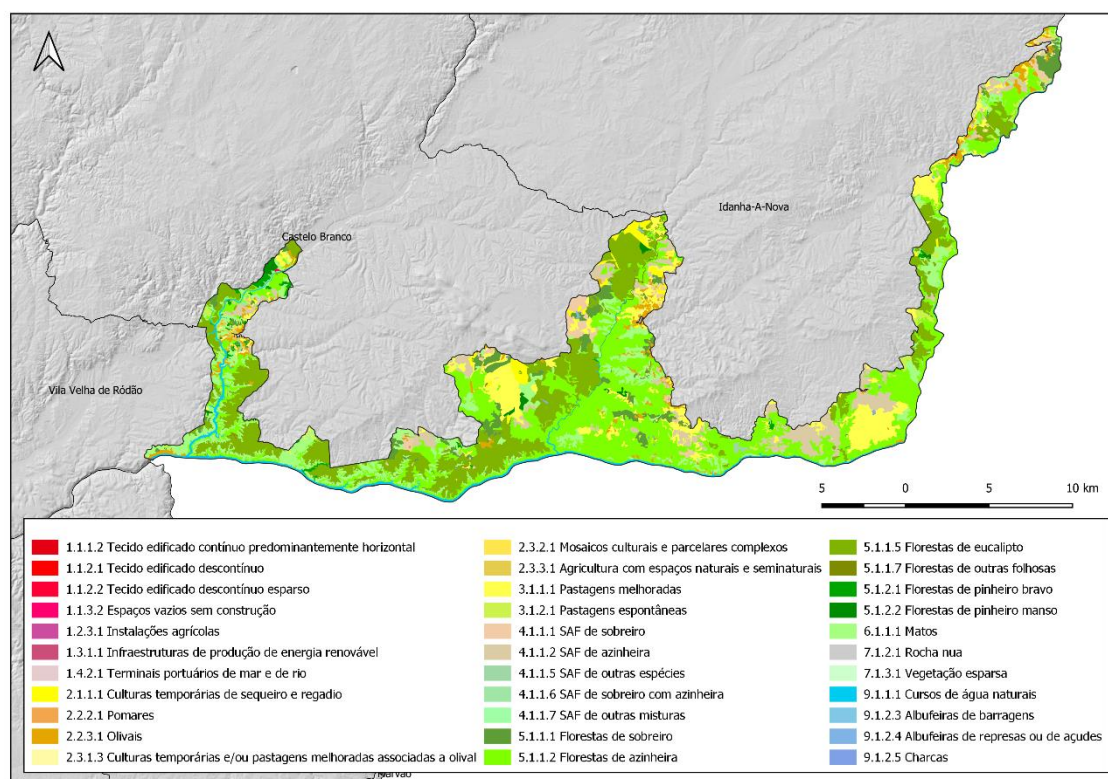 Castelo Branco
Idanha-A-Nova
Vila Velha de Ródão
5 0 5 10 km
1.1.1.2 Tecido edificado contínuo predominantemente horizontal
1.1.2.1 Tecido edificado descontínuo
1.1.2.2 Tecido edificado descontínuo esparso
1.1.3.2 Espaços vazios sem construção
1.2.3.1 Instalações agrícolas
1.3.1.1 Infraestruturas de produção de energia renovável
1.4.2.1 Terminais portuários de mar e de rio
2.1.1.1 Culturas temporárias de sequeiro e regadio
2.2.2.1 Pomares
2.2.3.1 Olivais
2.3.1.3 Culturas temporárias e/ou pastagens melhoradas associadas a olival
2.3.2.1 Mosaicos culturais e parcelares complexos
2.3.3.1 Agricultura com espaços naturais e seminaturais
3.1.1.1 Pastagens melhoradas
3.1.2.1 Pastagens espontâneas
4.1.1.1 SAF de sobreiro
4.1.1.2 SAF de azinheira
4.1.1.5 SAF de outras espécies
4.1.1.6 SAF de sobreiro com azinheira
4.1.1.7 SAF de outras misturas
5.1.1.1 Florestas de sobreiro
5.1.1.2 Florestas de azinheira
5.1.1.5 Florestas de eucalipto
5.1.1.7 Florestas de outras folhosas
5.1.2.1 Florestas de pinheiro bravo
5.1.2.2 Florestas de pinheiro manso
6.1.1.1 Matos
7.1.2.1 Rocha nua
7.1.3.1 Vegetação esparsa
9.1.1.1 Cursos de água naturais
9.1.2.3 Albufeiras de barragens
9.1.2.4 Albufeiras de represas ou de açudes
9.1.2.5 Charcas